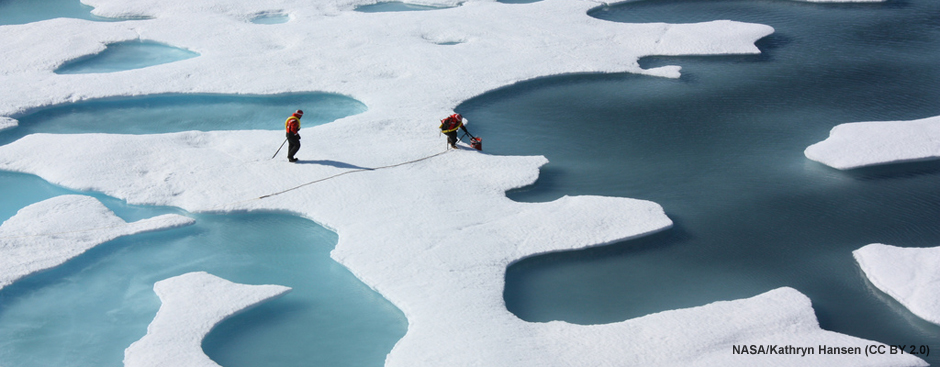 NASA/Kathryn Hansen (CC BY 2.0)